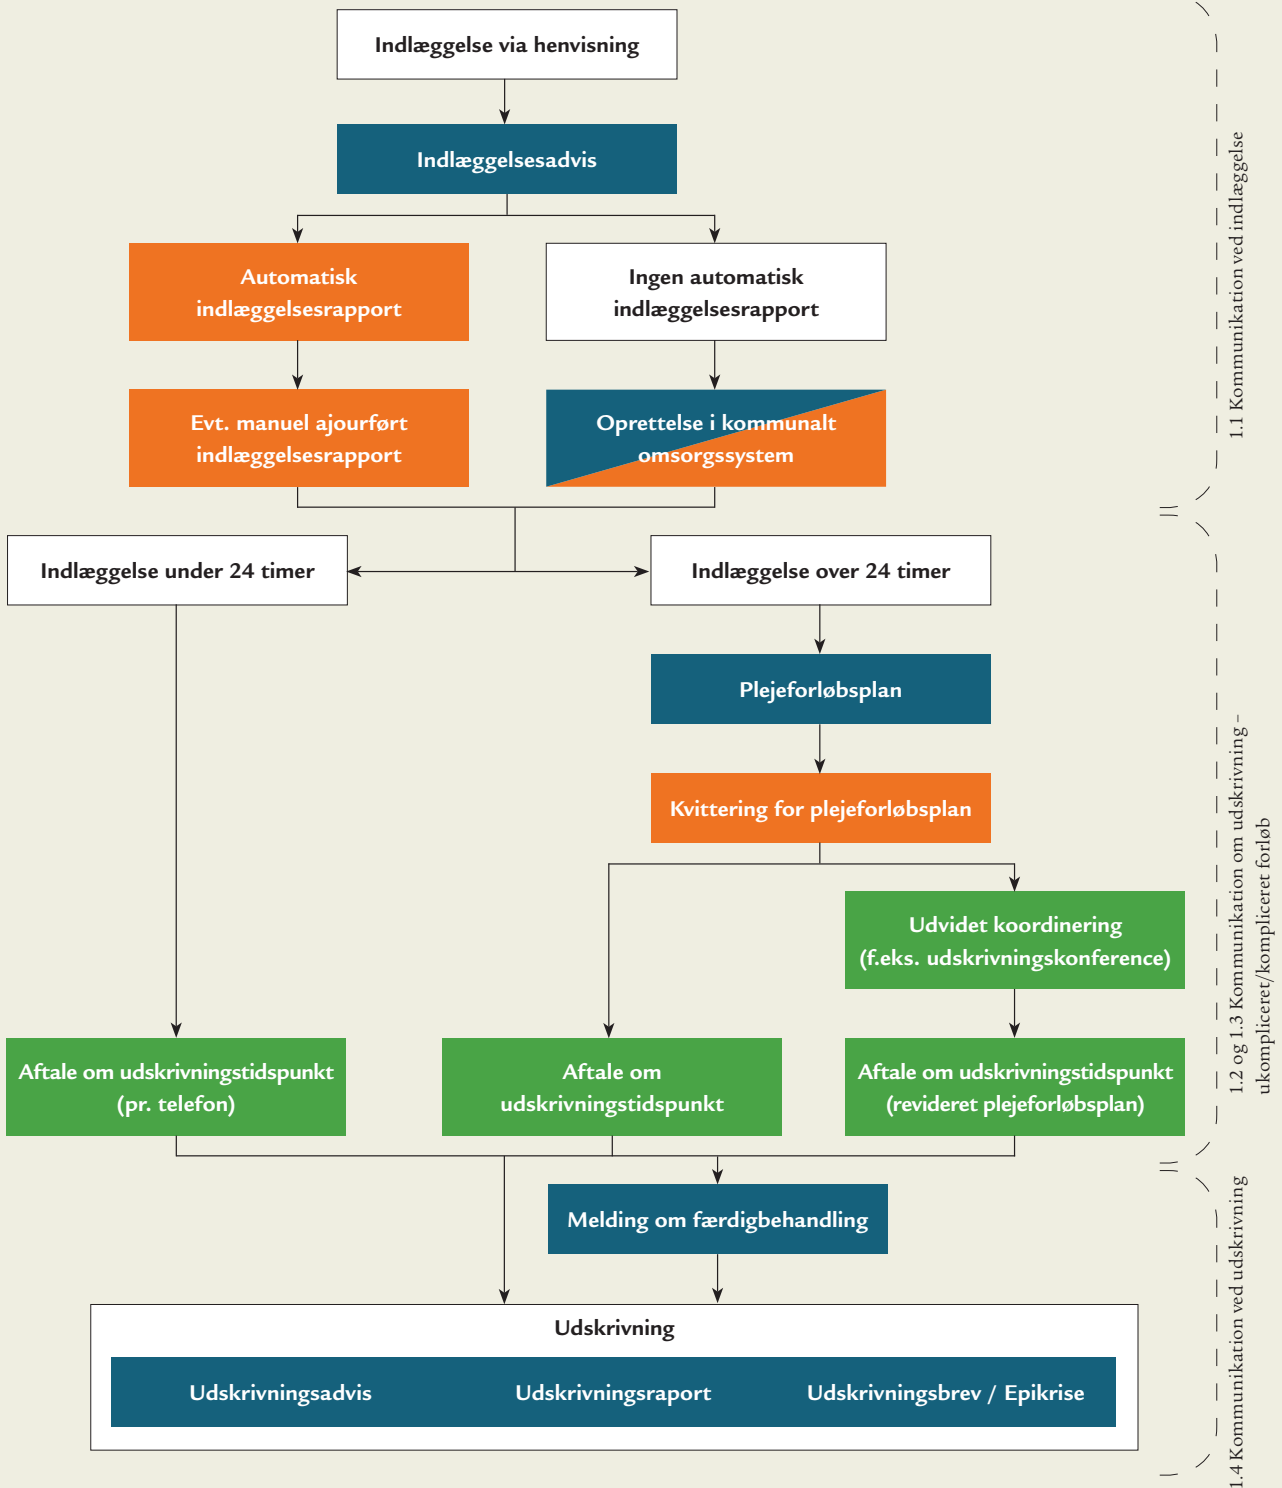 Indlæggelse via henvisning
Indlæggelsesadvis
Automatisk
indlæggelsesrapport
Ingen automatisk
indlæggelsesrapport
Evt. manuel ajourført
indlæggelsesrapport
Oprettelse i kommunalt
omsorgssystem
1.1 Kommunikation ved indlæggelse
Indlæggelse under 24 timer
Indlæggelse over 24 timer
Plejeforløbsplan
Kvittering for plejeforløbsplan
Udvidet koordinering
(f.eks. udskrivningskonference)
Aftale om udskrivningstidspunkt
(pr. telefon)
Aftale om
udskrivningstidspunkt
Aftale om udskrivningstidspunkt
(revideret plejeforløbsplan)
1.2 og 1.3 Kommunikation om udskrivning –
ukompliceret/kompliceret forløb
Melding om færdigbehandling
Udskrivning
Udskrivningsadvis
Udskrivningsraport
Udskrivningsbrev / Epikrise
1.4 Kommunikation ved udskrivning